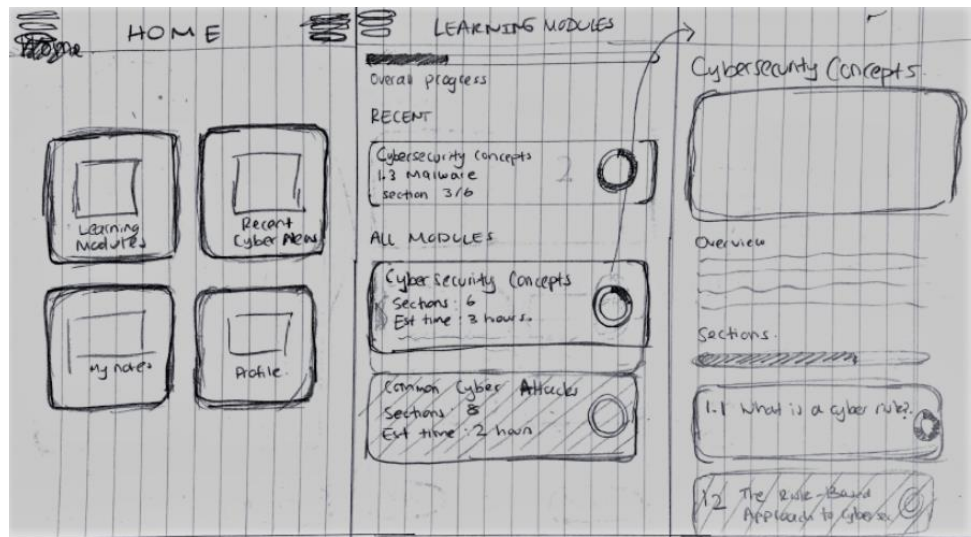 HOME
Home
Learning
Modules
Recent
Cyber News
My notes
Profile
LEARNING MODULES
Overall progress
RECENT
Cybersecurity concepts
1.3 Malware
section 3/6
2
ALL MODULES
Cybersecurity Concepts
Sections : 6
Est time : 3 hours.
Common Cyber Attacks
Sections : 8
Est time : 2 hour
Cybersecurity Concepts.
Overview
Sections.
1.1 What is a cyber rule?.
1.2 The Rule-Based
Approach to Cybersec